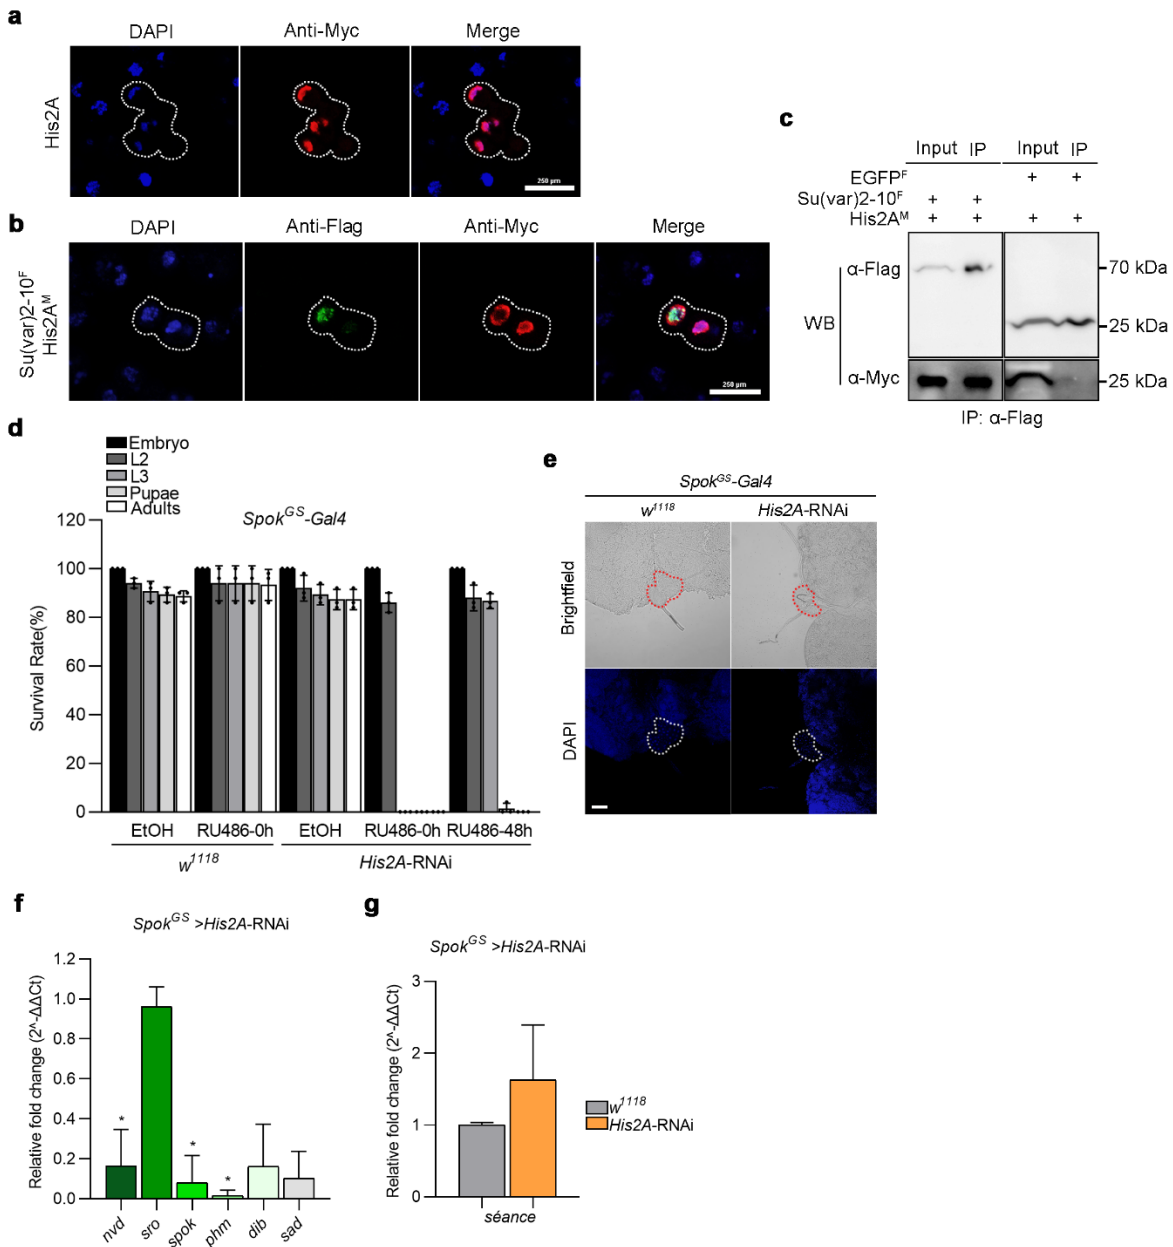 a
DAPI Anti-Myc Merge
His2A
250 µm
b
DAPI Anti-Flag Anti-Myc Merge
Su(var)2-10F
His2AM
250 µm
c
Input IP Input IP
EGFPF + +
Su(var)2-10F + +
His2AM + + + +
WB
α-Flag
70 kDa
25 kDa
α-Myc
25 kDa
IP: α-Flag
d
Embryo
L2
L3
Pupae
Adults
SpokGS-Gal4
Survival Rate(%)
120
100
80
60
40
20
0
EtOH RU486-0h EtOH RU486-0h RU486-48h
w1118 His2A-RNAi
e
SpokGS-Gal4
w1118 His2A-RNAi
Brightfield
DAPI
f
SpokGS >His2A-RNAi
Relative fold change (2^-ΔΔCt)
1.2
1.0
0.8
0.6
0.4
0.2
0.0
* * *
nvd sro spok phm dib sad
g
SpokGS >His2A-RNAi
Relative fold change (2^-ΔΔCt)
3
2
1
0
séance
w1118
His2A-RNAi